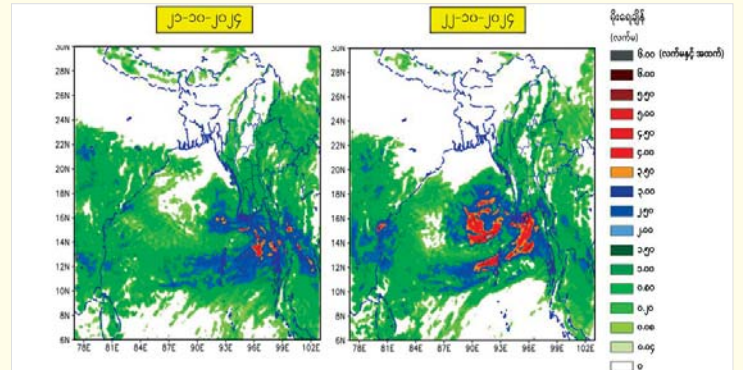 ၂၁-၁၀-၂၀၂၄
၂၂-၁၀-၂၀၂၄
မိုးရေချိန်
(လက်မ)
၆.၀၀ (လက်မနှင့် အထက်)
၆.၀၀
၅.၅၀
၅.၀၀
၄.၅၀
၄.၀၀
၃.၅၀
၃.၀၀
၂.၅၀
၂.၀၀
၁.၅၀
၁.၀၀
၀.၈၀
၀.၂၀
၀.၀၈
၀.၀၄
၀
30N
28N
26N
24N
22N
20N
18N
16N
14N
12N
10N
8N
6N
78E 81E 84E 87E 90E 93E 96E 99E 102E
30N
28N
26N
24N
22N
20N
18N
16N
14N
12N
10N
8N
6N
78E 81E 84E 87E 90E 93E 96E 99E 102E